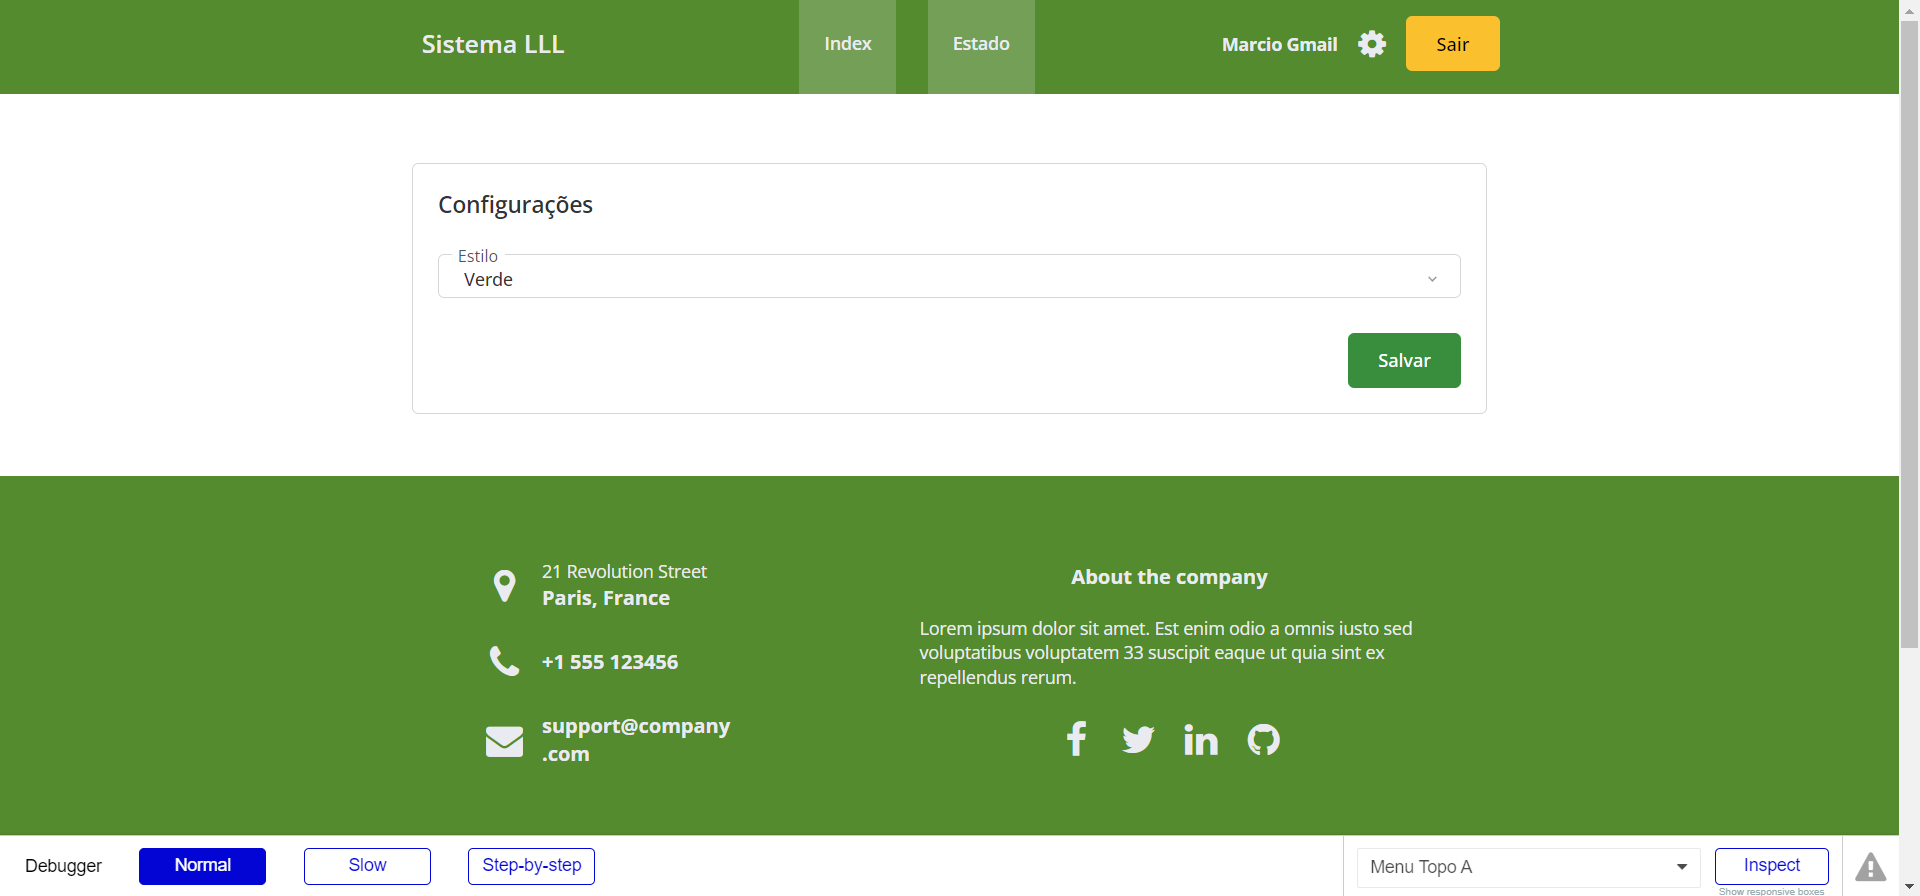 Sistema LLL
Index
Estado
Marcio Gmail
Sair
Configurações
Estilo
Verde
Salvar
21 Revolution Street
Paris, France
+1 555 123456
support@company
.com
About the company
Lorem ipsum dolor sit amet. Est enim odio a omnis iusto sed
voluptatibus voluptatem 33 suscipit eaque ut quia sint ex
repellendus rerum.
Debugger
Normal
Slow
Step-by-step
Menu Topo A
Inspect
Show responsive boxes